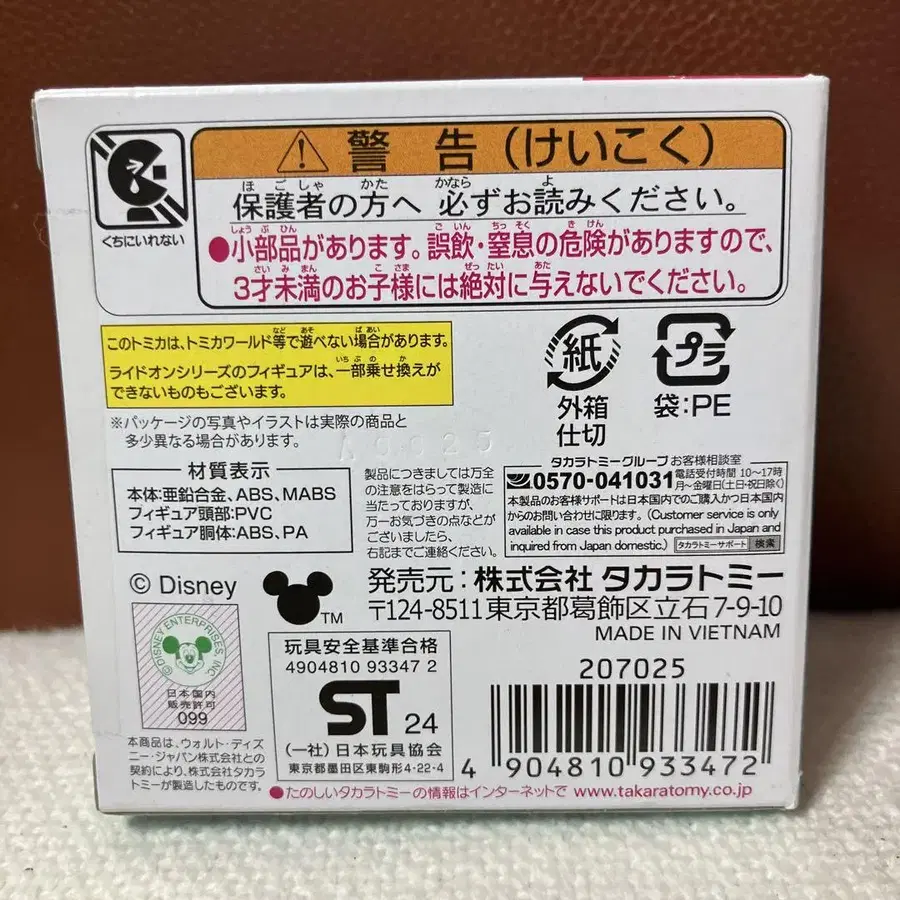 警告(けいこく)
くちにいれない
保護者の方へ 必ずお読みください。
●小部品があります。誤飲・窒息の危険がありますので、
3才未満のお子様には絶対に与えないでください。
このトミカは、トミカワールド等で遊べない場合があります。
ライドオンシリーズのフィギュアは、一部乗せ換えが
できないものもございます。
※パッケージの写真やイラストは実際の商品と
多少異なる場合があります。
紙
外箱
仕切
プラ
袋:PE
材質表示
本体:亜鉛合金、ABS、MABS
フィギュア頭部:PVC
フィギュア胴体:ABS、PA
製品につきましては万全
の注意をはらって製造に
当たっておりますが、
万一お気づきの点などが
ございましたら、
右記までご連絡ください。
タカラトミーグループ お客様相談室
0570-041031 電話受付時間 10〜17時
月〜金曜日(土・日・祝日除く)
本製品のお客様サポートは日本国内でのご購入かつ日本国内
からのお問い合わせに限ります。(Customer service is only
available in case this product purchased in Japan and
inquired from Japan domestic.) タカラトミーサポート 検索
© Disney
TM
発売元:株式会社 タカラトミー
〒124-8511 東京都葛飾区立石7-9-10
MADE IN VIETNAM
© DISNEY ENTERPRISES, INC.
日本国内
販売許可
099
本商品は、ウォルト・ディズ
ニー・ジャパン株式会社との
契約により、株式会社タカラ
トミーが製造したものです。
玩具安全基準合格
4904810 93347 2
ST 24
(一社)日本玩具協会
東京都墨田区東駒形4-22-4
207025
4 904810 933472
●たのしいタカラトミーの情報はインターネットで www.takaratomy.co.jp